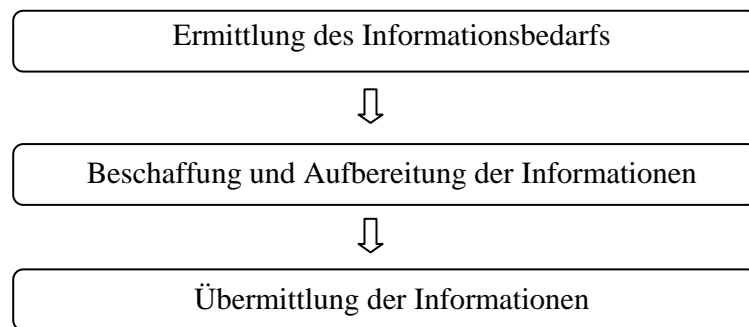 Ermittlung des Informationsbedarfs
Beschaffung und Aufbereitung der Informationen
Übermittlung der Informationen